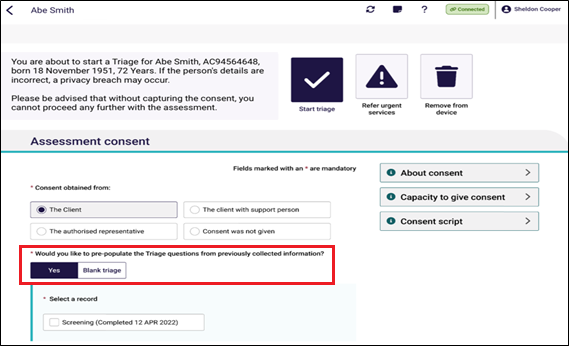 Abe Smith
?
Connected
Sheldon Cooper
You are about to start a Triage for Abe Smith, AC94564648,
born 18 November 1951, 72 Years. If the person's details are
incorrect, a privacy breach may occur.
Please be advised that without capturing the consent, you
cannot proceed any further with the assessment.
Start triage
Refer urgent
services
Remove from
device
Assessment consent
Fields marked with an * are mandatory
* Consent obtained from:
The Client
The client with support person
The authorised representative
Consent was not given
* Would you like to pre-populate the Triage questions from previously collected information?
Yes
Blank triage
* Select a record
Screening (Completed 12 APR 2022)
About consent
Capacity to give consent
Consent script